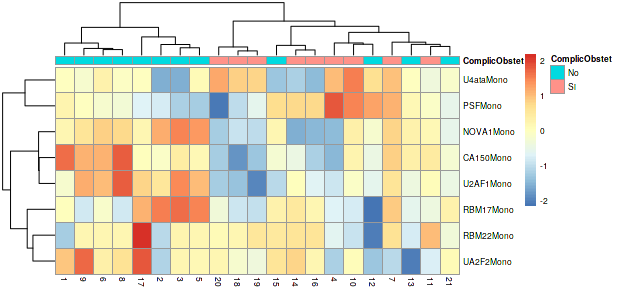 ComplicObstet
U4ataMono
PSFMono
NOVA1Mono
CA150Mono
U2AF1Mono
RBM17Mono
RBM22Mono
UA2F2Mono
1 9 6 8 17 2 3 5 20 18 19 15 14 16 4 10 12 7 13 11 21
2
1
0
-1
-2
ComplicObstet
No
Si